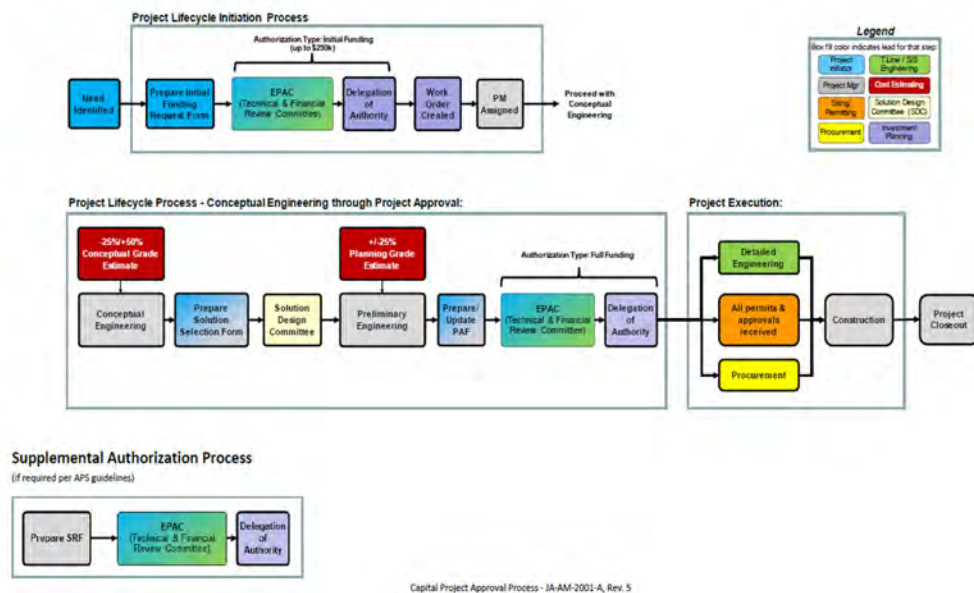 Project Lifecycle Initiation Process
Authorization Type: Initial Funding
(up to $250k)
Need
Identified
Prepare Initial
Funding
Request Form
EPAC
(Technical & Financial
Review Committee)
Delegation
of
Authority
Work
Order
Created
PM
Assigned
Proceed with
Conceptual
Engineering
Legend
Box fill color indicates lead for that step:
Project
Initiator
T.Line / S/S
Engineering
Project Mgr
Cost Estimating
Siting/
Permitting
Solution Design
Committee (SDC)
Procurement
Investment
Planning
Project Lifecycle Process - Conceptual Engineering through Project Approval:
-25%/+50%
Conceptual Grade
Estimate
+/-25%
Planning Grade
Estimate
Authorization Type: Full Funding
Conceptual
Engineering
Prepare
Solution
Selection Form
Solution
Design
Committee
Preliminary
Engineering
Prepare/
Update
PAF
EPAC
(Technical & Financial
Review Committee)
Delegation
of
Authority
Project Execution:
Detailed
Engineering
All permits &
approvals
received
Procurement
Construction
Project
Closeout
Supplemental Authorization Process
(if required per APS guidelines)
Prepare SRF
EPAC
(Technical & Financial
Review Committee)
Delegation
of
Authority
Capital Project Approval Process - JA-AM-2001-A, Rev. 5